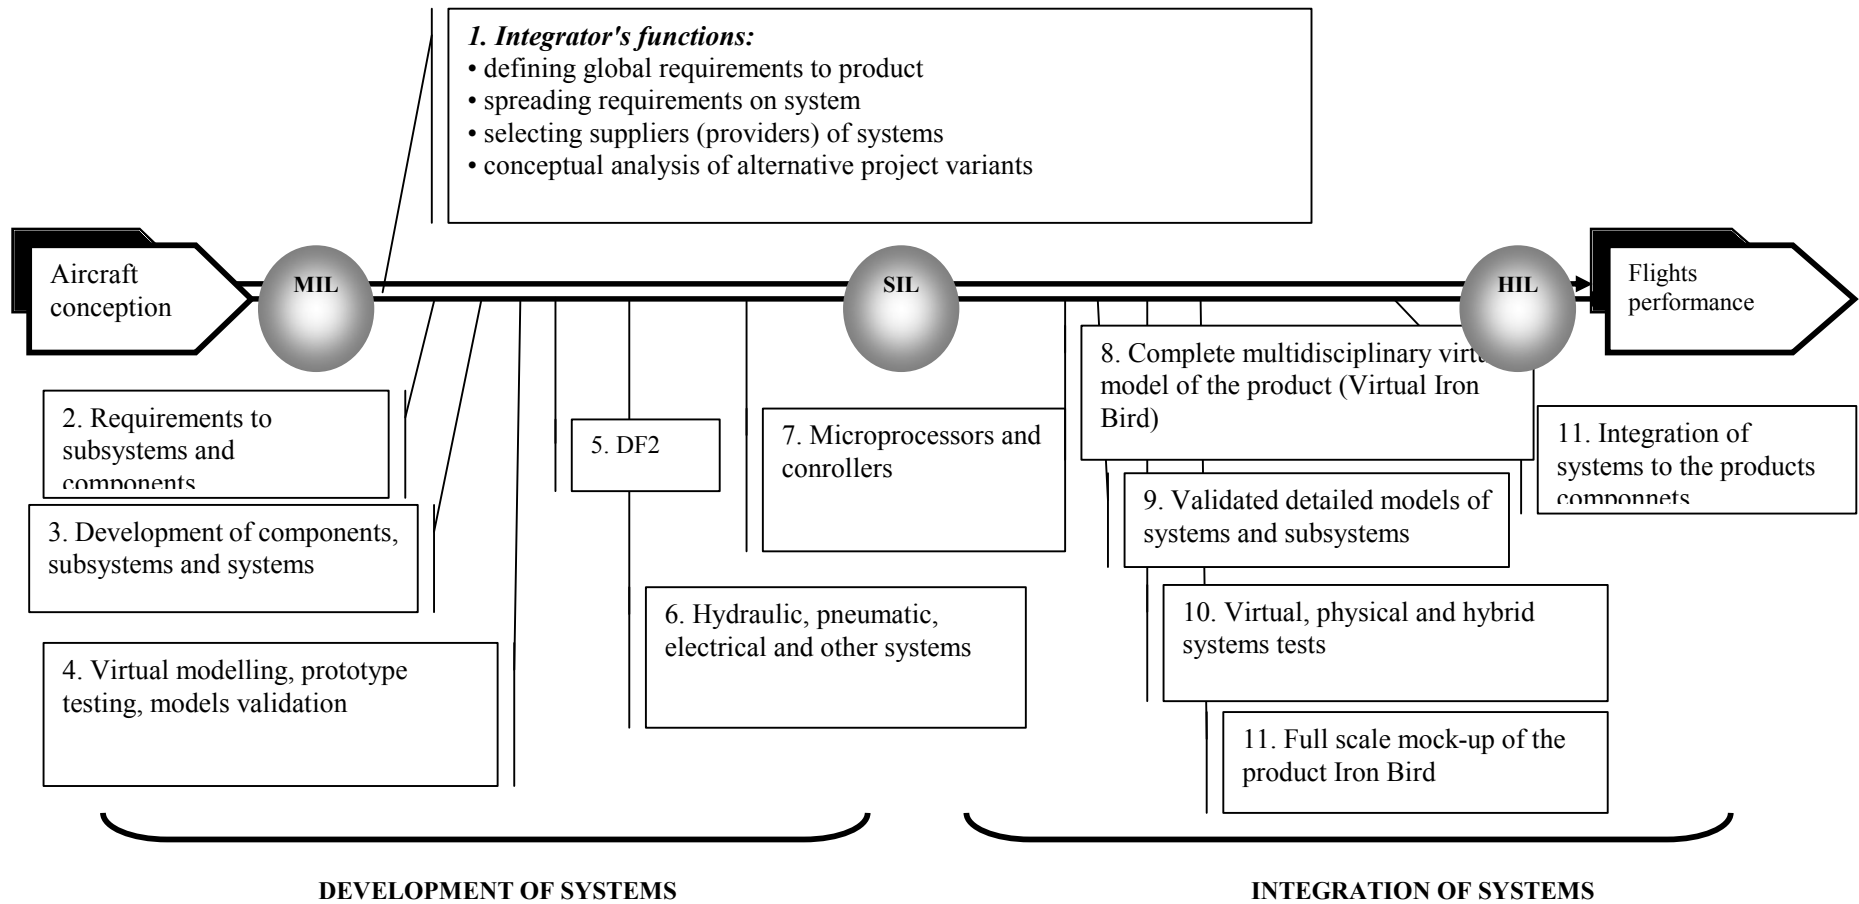 1. Integrator's functions:
• defining global requirements to product
• spreading requirements on system
• selecting suppliers (providers) of systems
• conceptual analysis of alternative project variants
Aircraft
conception
MIL
SIL
HIL
Flights
performance
2. Requirements to
subsystems and
components
3. Development of components,
subsystems and systems
4. Virtual modelling, prototype
testing, models validation
5. DF2
6. Hydraulic, pneumatic,
electrical and other systems
7. Microprocessors and
conrollers
8. Complete multidisciplinary
model of the product (Virtual Iron
Bird)
9. Validated detailed models of
systems and subsystems
10. Virtual, physical and hybrid
systems tests
11. Full scale mock-up of the
product Iron Bird
11. Integration of
systems to the products
componnets
DEVELOPMENT OF SYSTEMS
INTEGRATION OF SYSTEMS